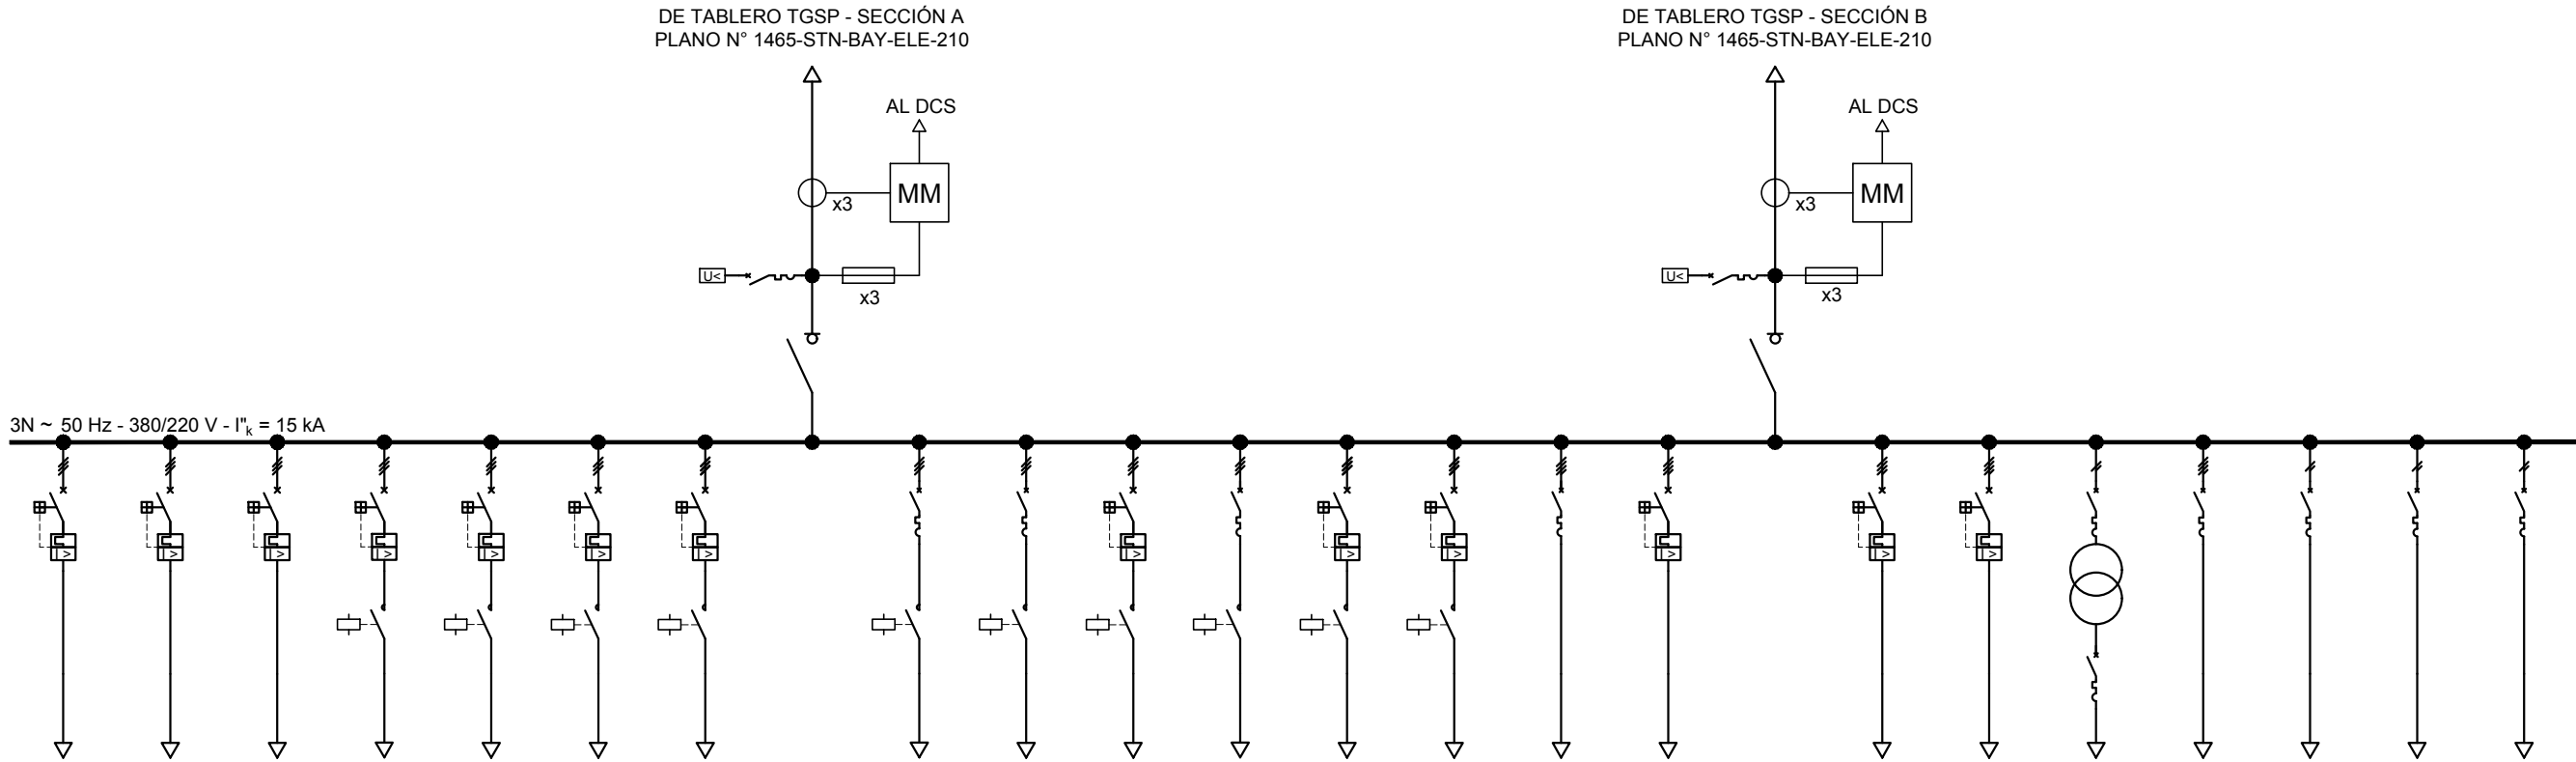 DE TABLERO TGSP - SECCIÓN A
PLANO N° 1465-STN-BAY-ELE-210
DE TABLERO TGSP - SECCIÓN B
PLANO N° 1465-STN-BAY-ELE-210
AL DCS
AL DCS
MM
MM
x3
x3
U<
U<
x3
x3
3N ~ 50 Hz - 380/220 V - I"k = 15 kA
I>
I>
I>
I>
I>
I>
I>
I>
I>
I>
I>
I>
I>